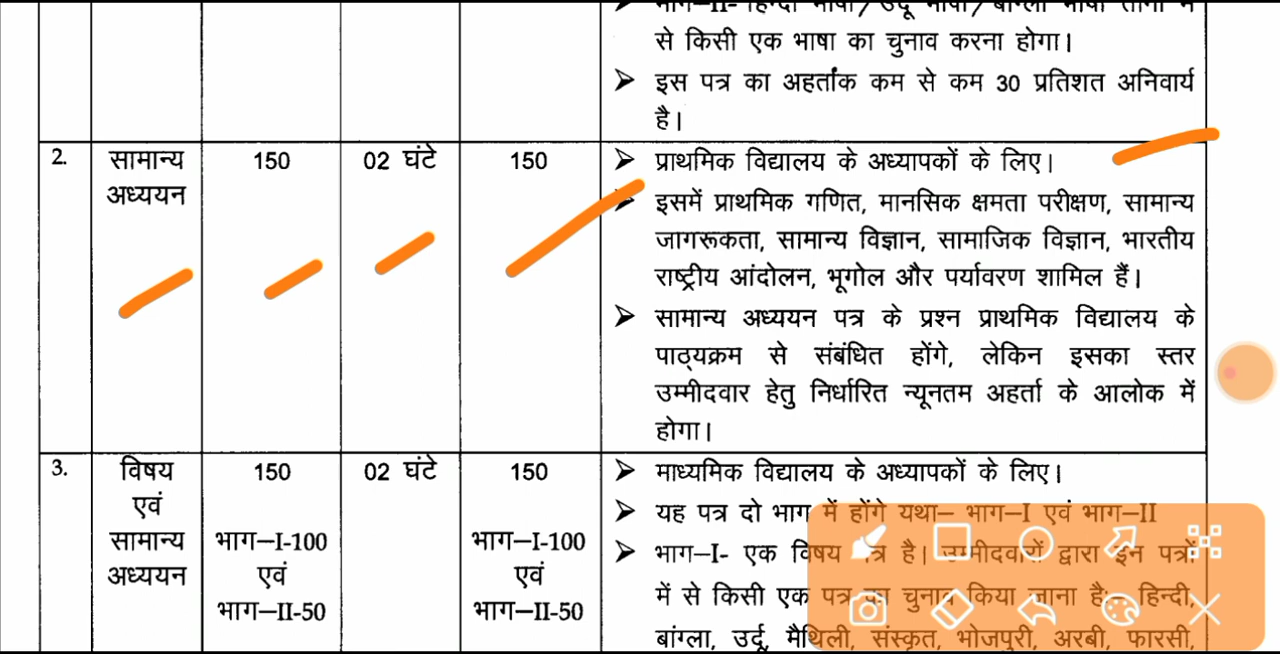 भाग–II- हिन्दी भाषा/उर्दू भाषा/बांग्ला भाषा तीनों में
से किसी एक भाषा का चुनाव करना होगा।
➢ इस पत्र का अहर्तांक कम से कम 30 प्रतिशत अनिवार्य
है।
2. सामान्य 150 02 घंटे 150 ➢ प्राथमिक विद्यालय के अध्यापकों के लिए।
अध्ययन ➢ इसमें प्राथमिक गणित, मानसिक क्षमता परीक्षण, सामान्य
जागरूकता, सामान्य विज्ञान, सामाजिक विज्ञान, भारतीय
राष्ट्रीय आंदोलन, भूगोल और पर्यावरण शामिल हैं।
➢ सामान्य अध्ययन पत्र के प्रश्न प्राथमिक विद्यालय के
पाठ्यक्रम से संबंधित होंगे, लेकिन इसका स्तर
उम्मीदवार हेतु निर्धारित न्यूनतम अहर्ता के आलोक में
होगा।
3. विषय 150 02 घंटे 150 ➢ माध्यमिक विद्यालय के अध्यापकों के लिए।
एवं ➢ यह पत्र दो भाग में होंगे यथा– भाग–I एवं भाग–II
सामान्य भाग–I-100 भाग–I-100 ➢ भाग–I- एक विषय पत्र है। उम्मीदवारों द्वारा इन पत्रों
अध्ययन एवं एवं में से किसी एक पत्र का चुनाव किया जाना है– हिन्दी,
भाग–II-50 भाग–II-50 बांग्ला, उर्दू, मैथिली, संस्कृत, भोजपुरी, अरबी, फारसी,